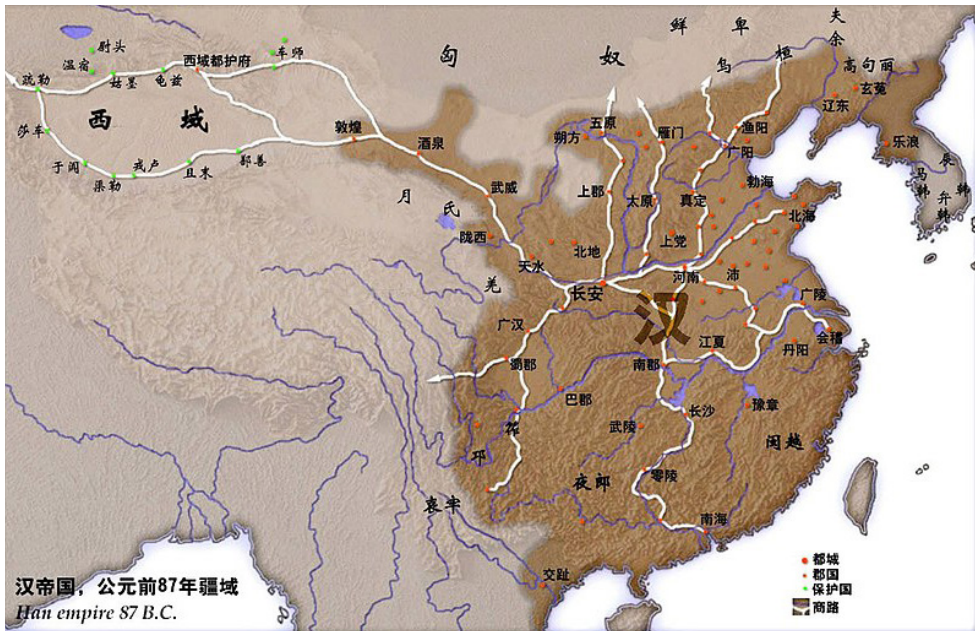 鲜 卑
夫
余
匈 奴
乌 桓
高句丽
玄菟
辽东
乐浪
辰
韩
马
韩
弁
韩
尉头
温宿
疏勒
姑墨
龟兹
西域都护府
车师
西 域
莎车
于阗
渠勒
戎卢
且末
鄯善
敦煌
酒泉
武威
月 氏
羌
陇西
天水
朔方
五原
雁门
渔阳
广阳
上郡
太原
真定
勃海
北海
北地
上党
河南
沛
长安
汉
广陵
会稽
丹阳
江夏
广汉
蜀郡
南郡
巴郡
武陵
长沙
豫章
闽越
筰
邛
夜郎
零陵
南海
哀牢
交趾
都城
郡国
保护国
商路
汉帝国，公元前87年疆域
Han empire 87 B.C.